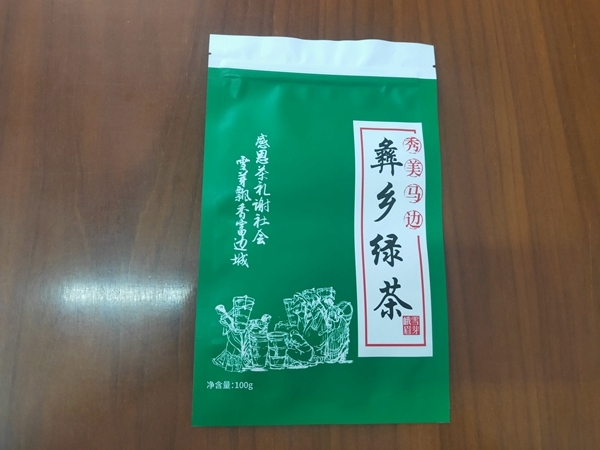 秀美马边
彝乡绿茶
感恩茶礼谢社会
雪芽飘香富边城
净含量:100g